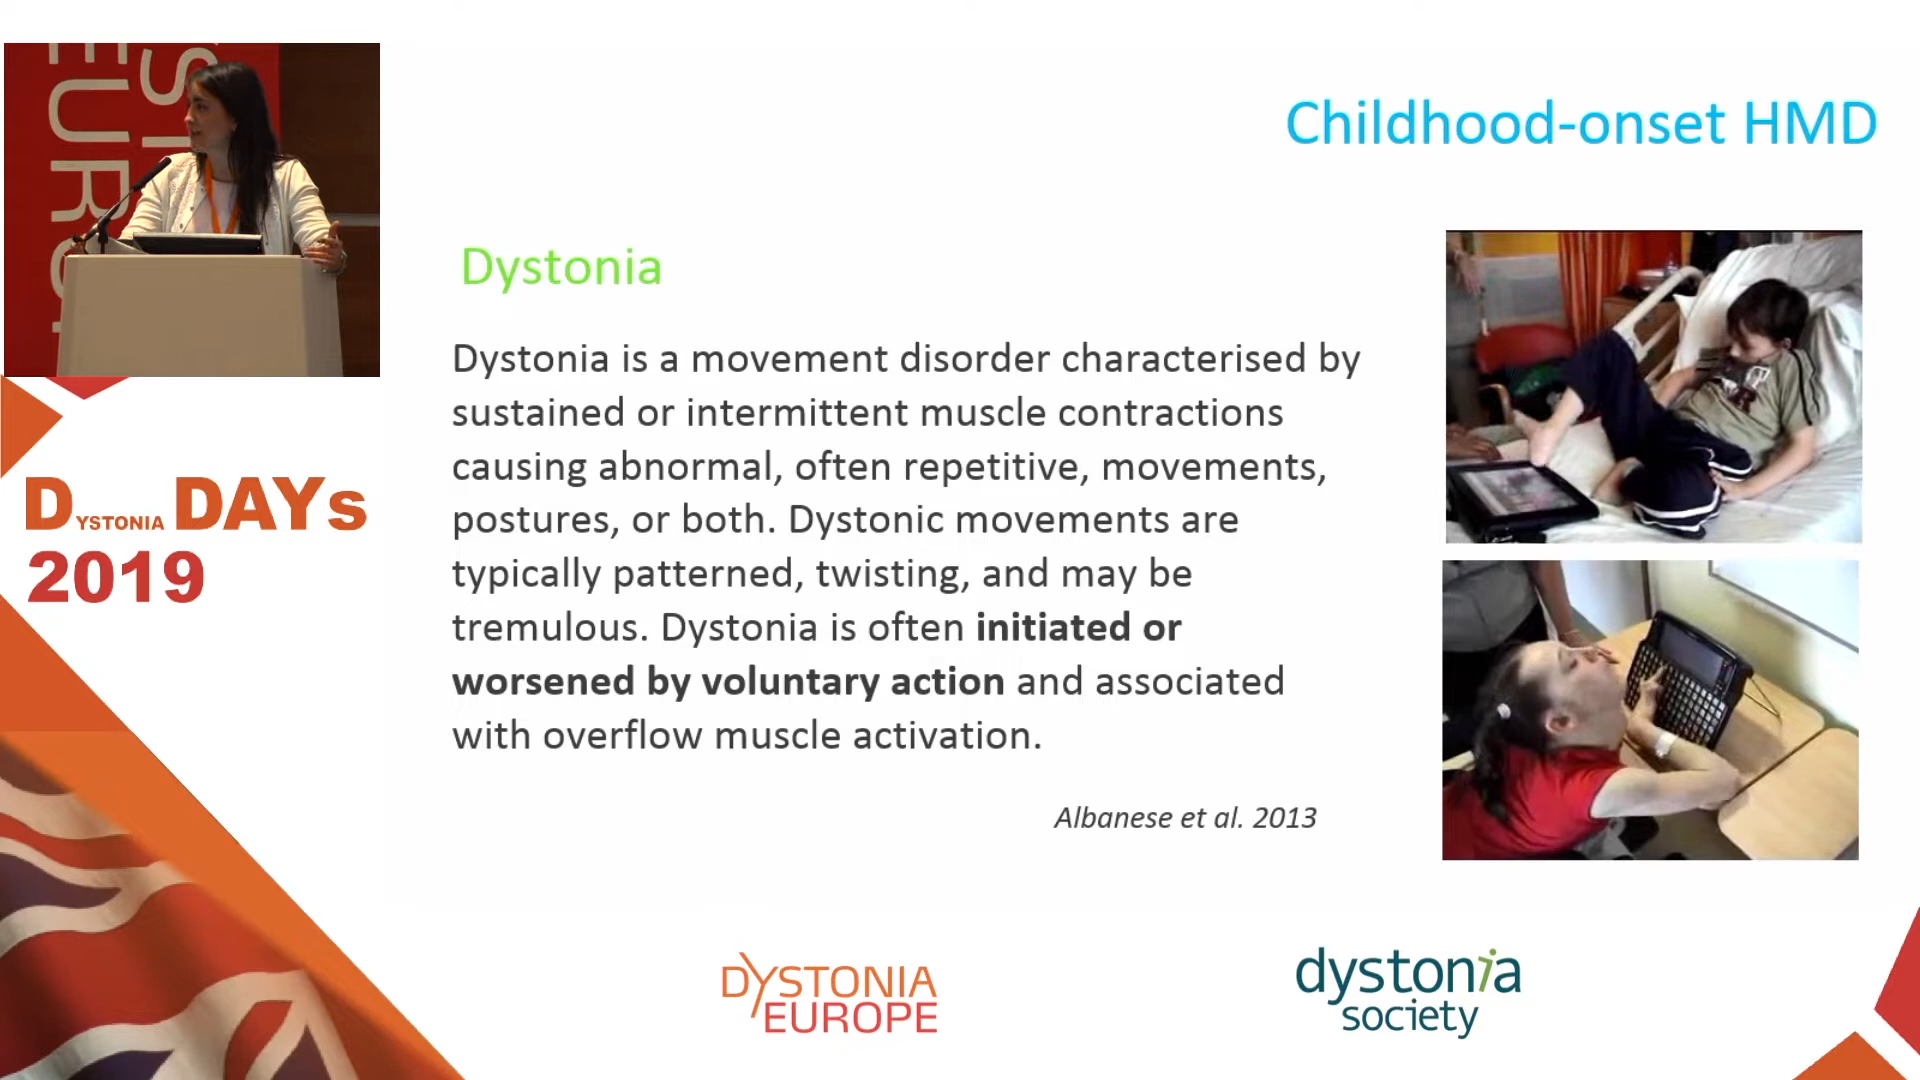 Childhood-onset HMD
Dystonia
Dystonia is a movement disorder characterised by
sustained or intermittent muscle contractions
causing abnormal, often repetitive, movements,
postures, or both. Dystonic movements are
typically patterned, twisting, and may be
tremulous. Dystonia is often initiated or
worsened by voluntary action and associated
with overflow muscle activation.
Albanese et al. 2013
DYSTONIA DAYs
2019
DYSTONIA
EUROPE
dystonia
society